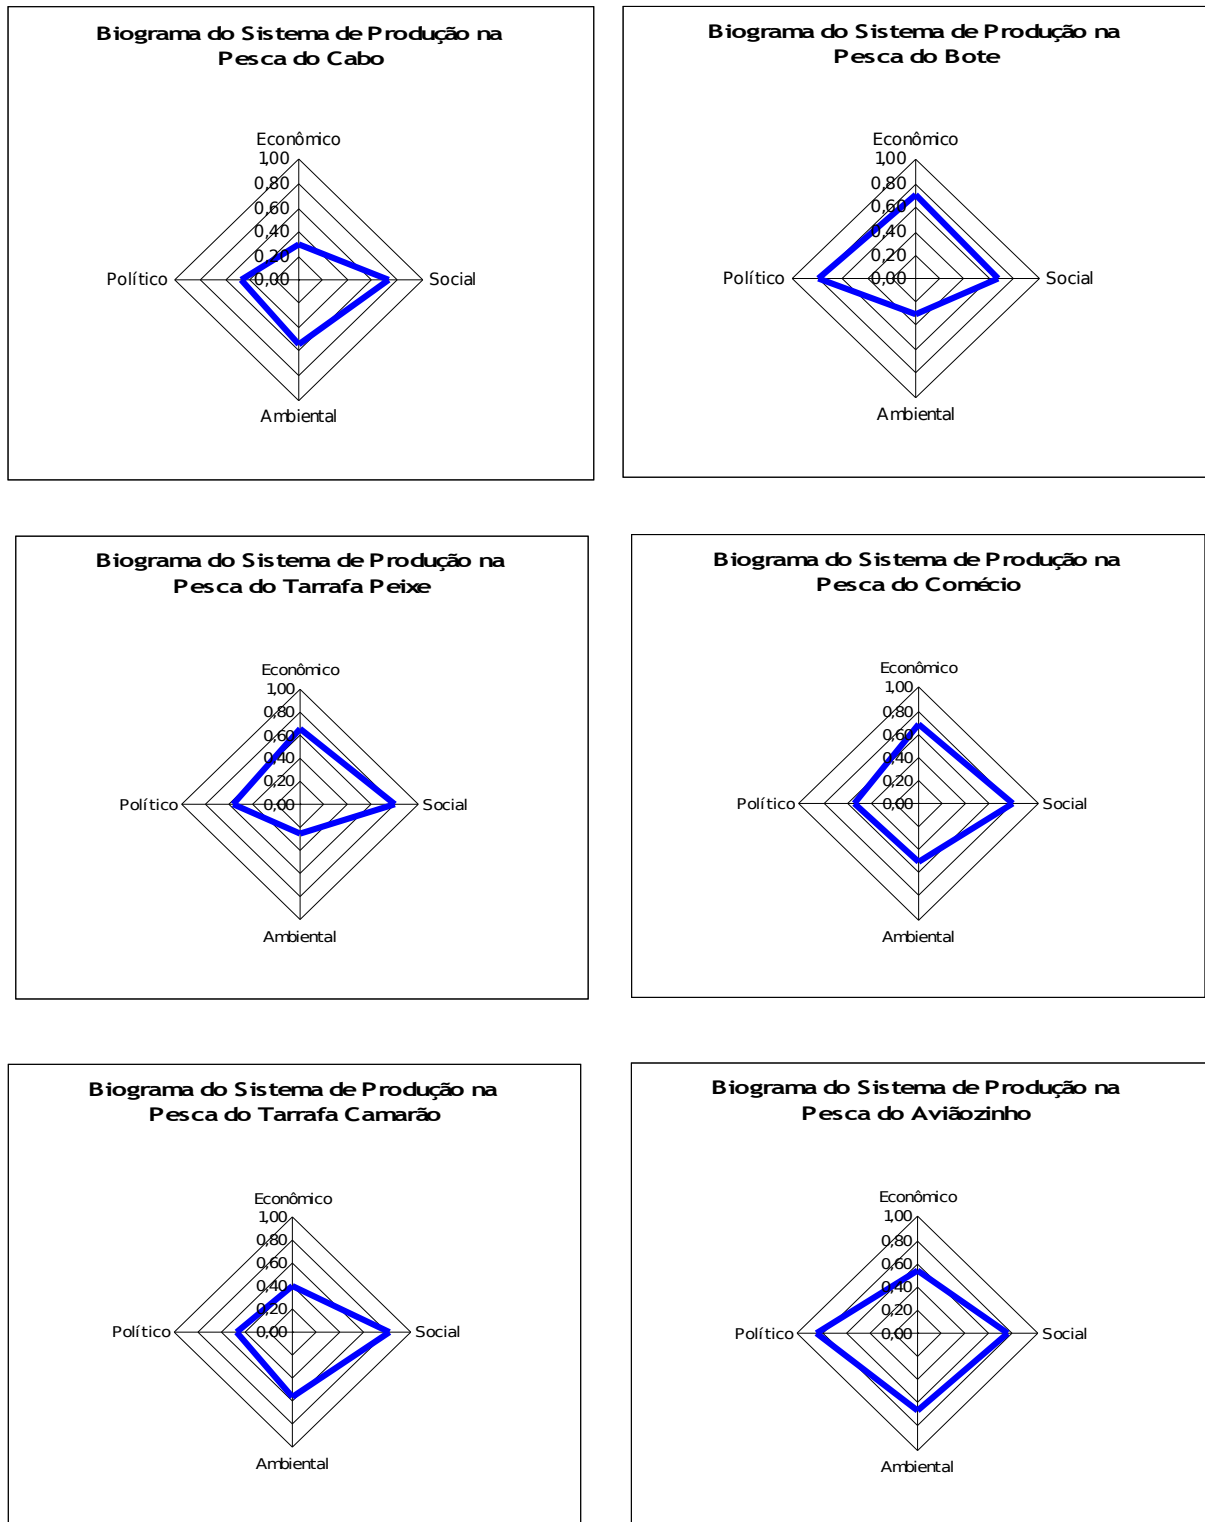 Biograma do Sistema de Produção na
Pesca do Cabo
Econômico
1,00
0,80
0,60
0,40
0,20
0,00
Político
Social
Ambiental
Biograma do Sistema de Produção na
Pesca do Bote
Econômico
1,00
0,80
0,60
0,40
0,20
0,00
Político
Social
Ambiental
Biograma do Sistema de Produção na
Pesca do Tarrafa Peixe
Econômico
1,00
0,80
0,60
0,40
0,20
0,00
Político
Social
Ambiental
Biograma do Sistema de Produção na
Pesca do Comécio
Econômico
1,00
0,80
0,60
0,40
0,20
0,00
Político
Social
Ambiental
Biograma do Sistema de Produção na
Pesca do Tarrafa Camarão
Econômico
1,00
0,80
0,60
0,40
0,20
0,00
Político
Social
Ambiental
Biograma do Sistema de Produção na
Pesca do Aviãozinho
Econômico
1,00
0,80
0,60
0,40
0,20
0,00
Político
Social
Ambiental